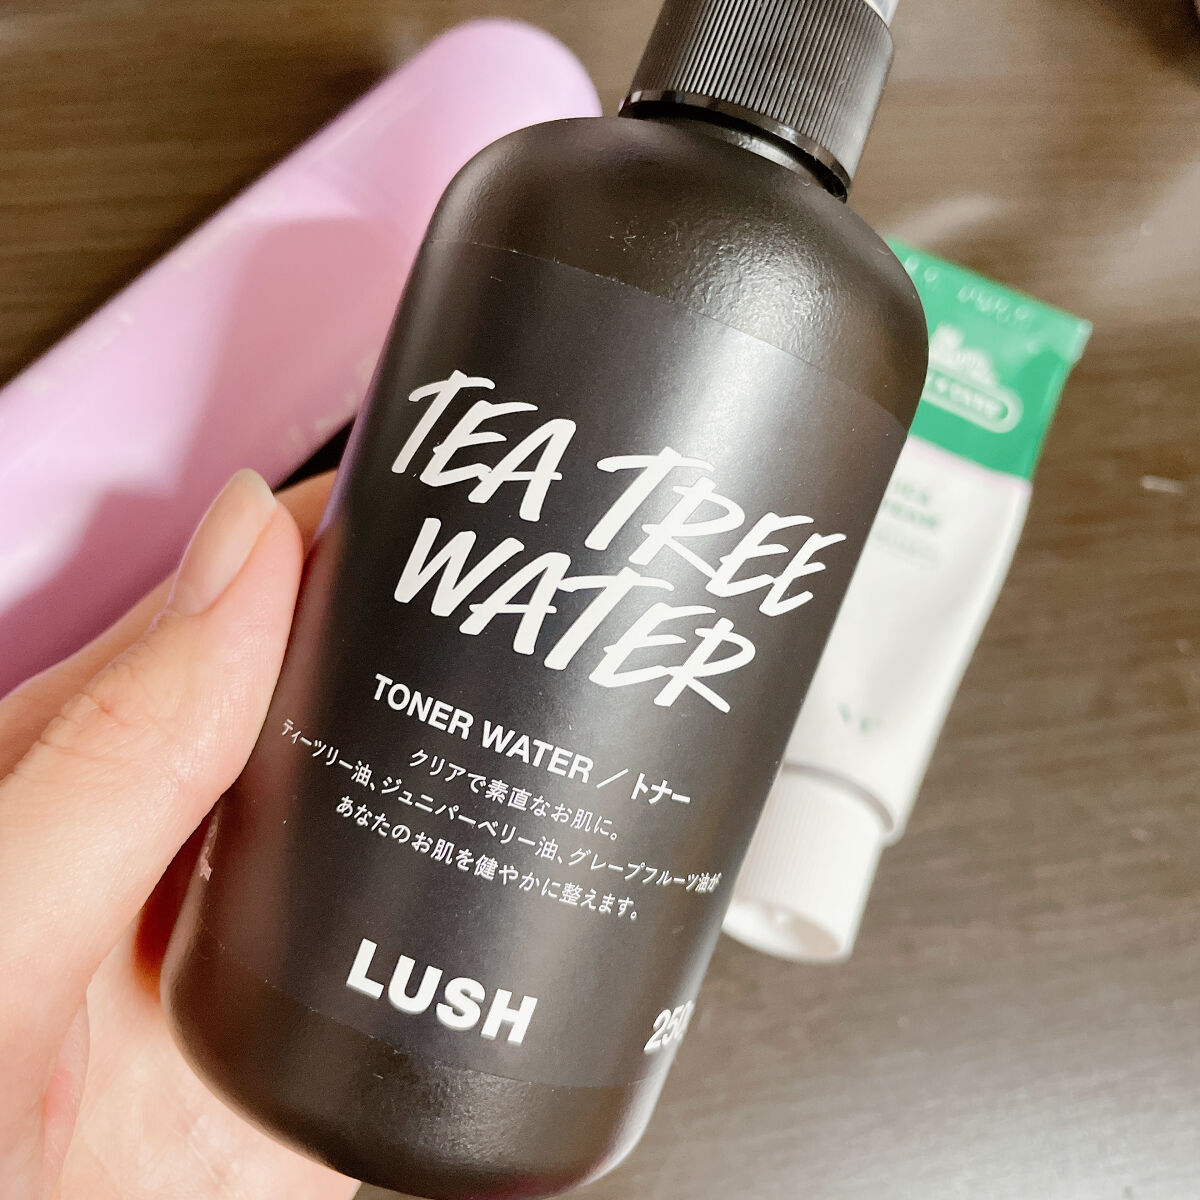 TEA TREE
WATER
TONER WATER／トナー
クリアで素直なお肌に。
ティーツリー油、ジュニパーベリー油、グレープフルーツ油が
あなたのお肌を健やかに整えます。
LUSH
250